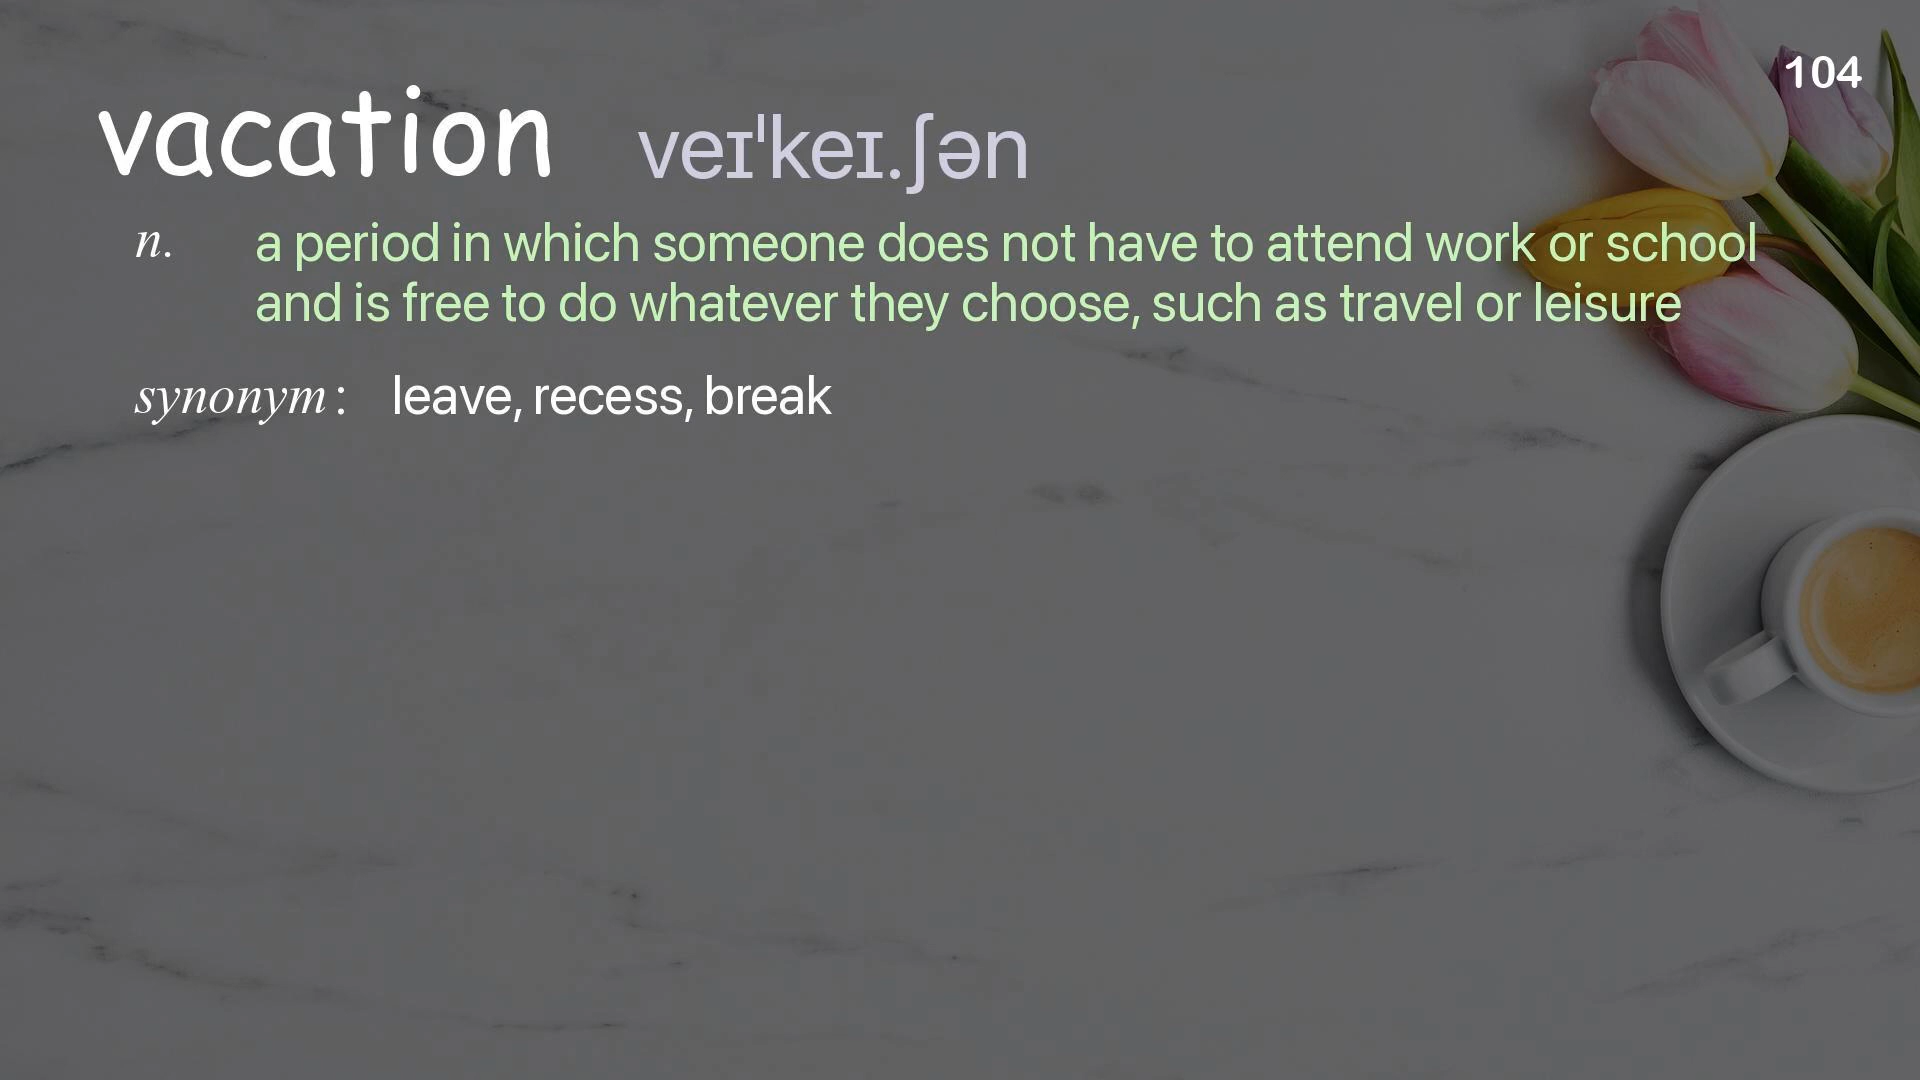 104
vacation veɪˈkeɪ.ʃən
n. a period in which someone does not have to attend work or school
and is free to do whatever they choose, such as travel or leisure
synonym: leave, recess, break